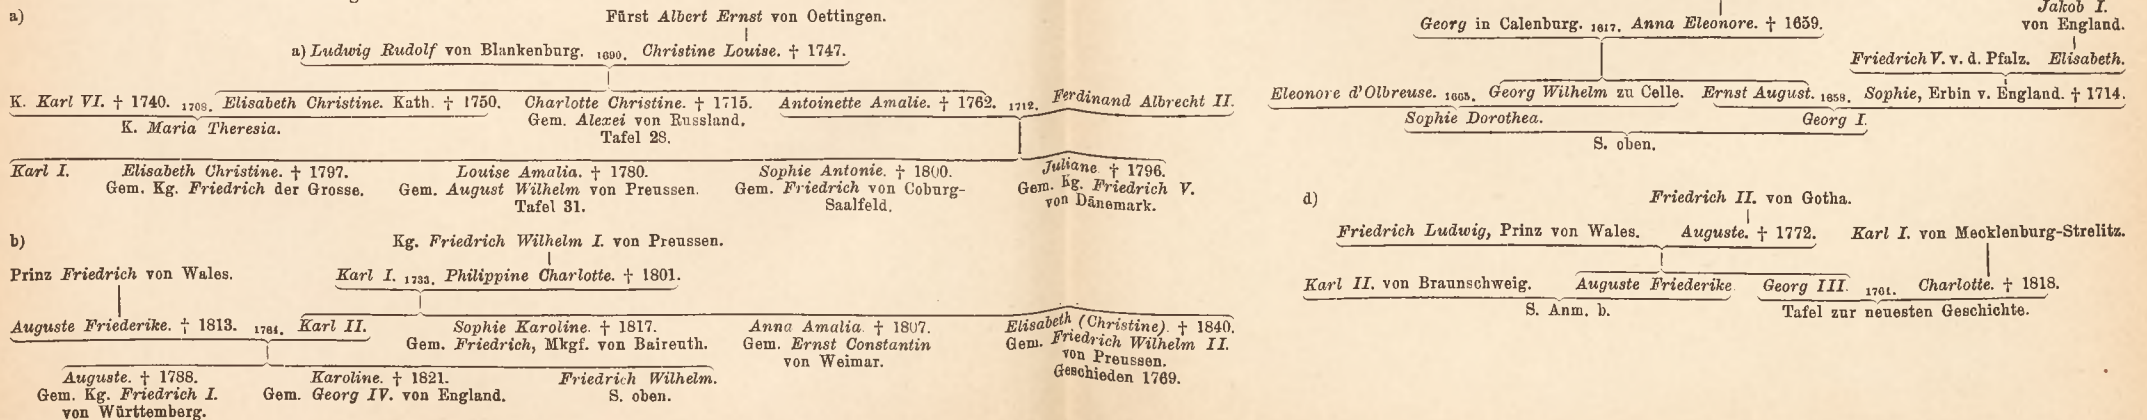 a)
Fürst Albert Ernst von Oettingen.
a) Ludwig Rudolf von Blankenburg. 1690. Christine Louise. † 1747.
K. Karl VI. † 1740. 1708. Elisabeth Christine. Kath. † 1750. Charlotte Christine. † 1715. Antoinette Amalie. † 1762. 1712. Ferdinand Albrecht II.
K. Maria Theresia.
Gem. Alexei von Russland.
Tafel 28.
Karl I. Elisabeth Christine. † 1797. Louise Amalia. † 1780. Sophie Antonie. † 1800. Juliane. † 1796.
Gem. Kg. Friedrich der Grosse. Gem. August Wilhelm von Preussen. Gem. Friedrich von Coburg- Gem. Kg. Friedrich V.
Tafel 31. Saalfeld. von Dänemark.
b)
Kg. Friedrich Wilhelm I. von Preussen.
Prinz Friedrich von Wales. Karl I. 1733. Philippine Charlotte. † 1801.
Auguste Friederike. † 1813. 1764. Karl II. Sophie Karoline. † 1817. Anna Amalia. † 1807. Elisabeth (Christine). † 1840.
Gem. Friedrich, Mkgf. von Baireuth. Gem. Ernst Constantin Gem. Friedrich Wilhelm II.
von Weimar. von Preussen.
Geschieden 1769.
Auguste. † 1788. Karoline. † 1821. Friedrich Wilhelm.
Gem. Kg. Friedrich I. Gem. Georg IV. von England. S. oben.
von Württemberg.
Jakob I.
Georg in Calenburg. 1617. Anna Eleonore. † 1659. von England.
Friedrich V. v. d. Pfalz. Elisabeth.
Eleonore d'Olbreuse. 1665. Georg Wilhelm zu Celle. Ernst August. 1658. Sophie, Erbin v. England. † 1714.
Sophie Dorothea. Georg I.
S. oben.
d)
Friedrich II. von Gotha.
Friedrich Ludwig, Prinz von Wales. Auguste. † 1772. Karl I. von Mecklenburg-Strelitz.
Karl II. von Braunschweig. Auguste Friederike Georg III. 1761. Charlotte. † 1818.
S. Anm. b. Tafel zur neuesten Geschichte.